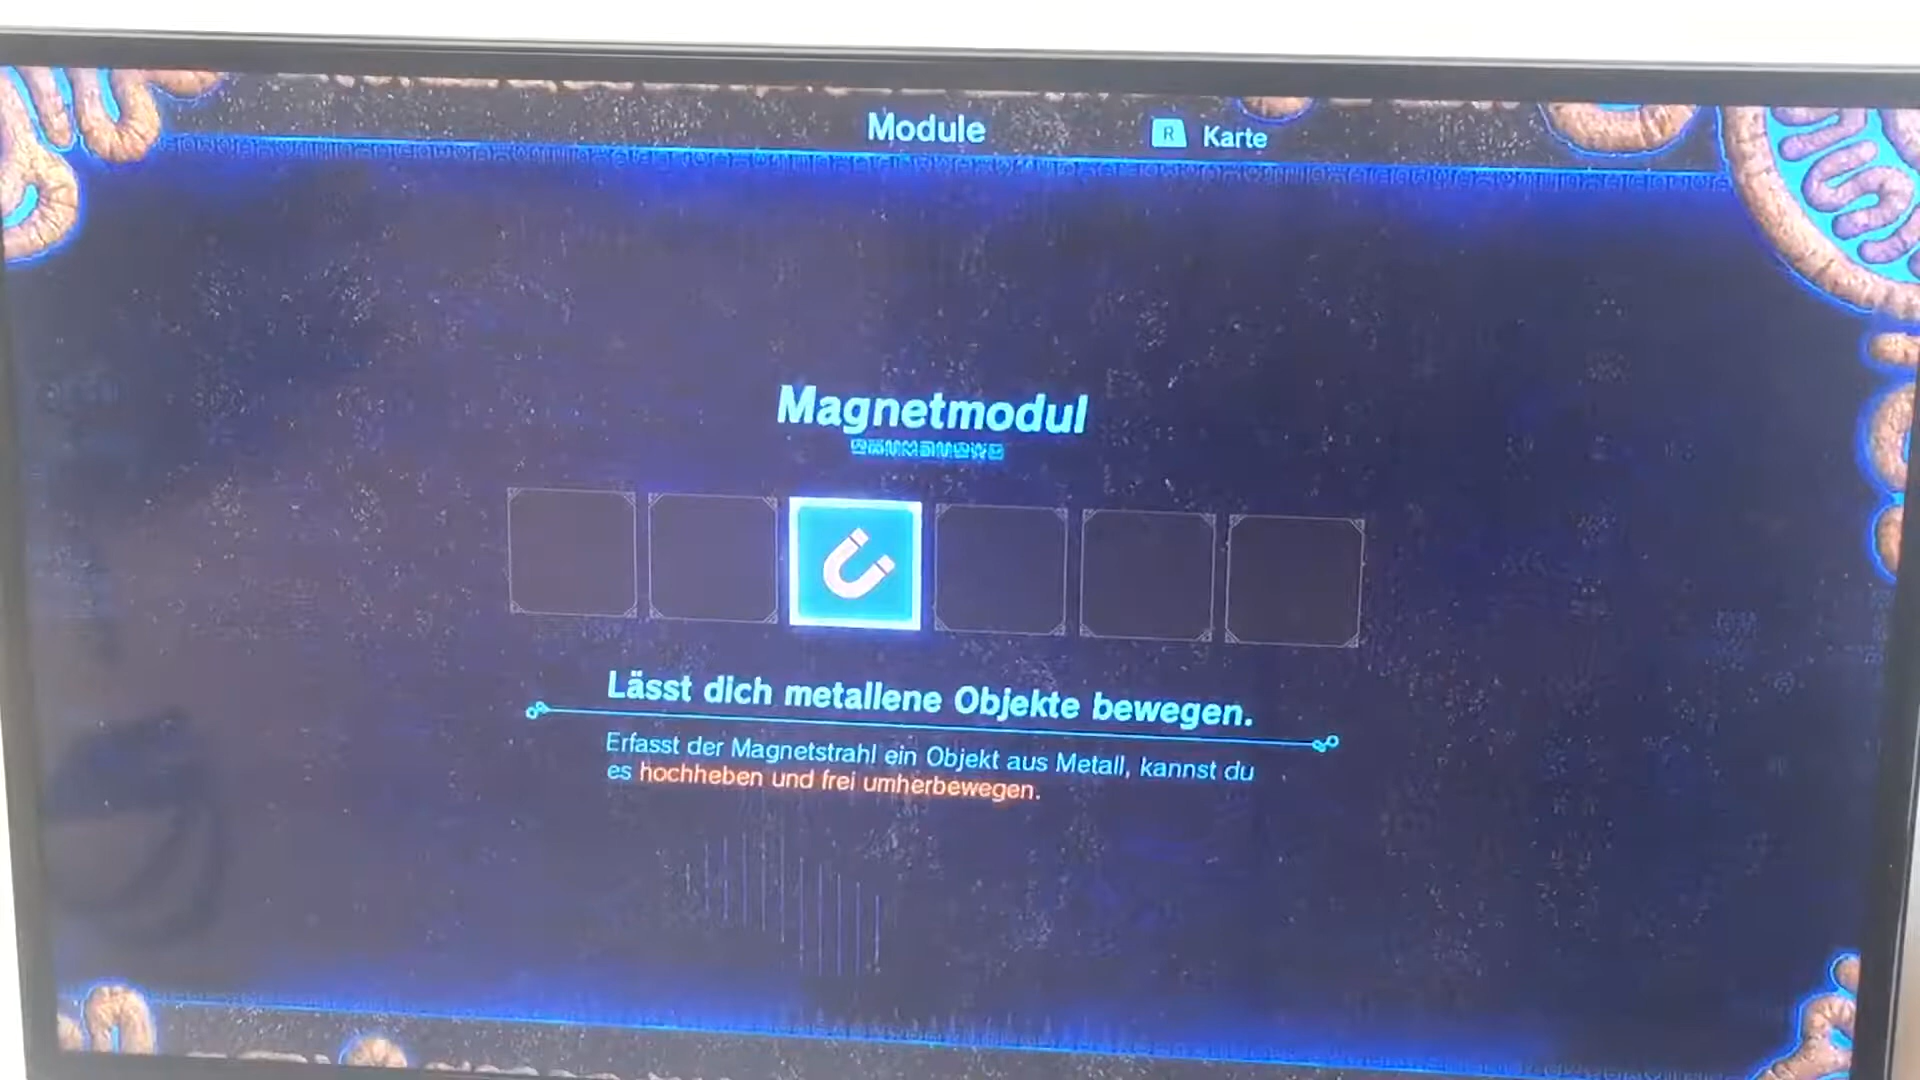 Module
R Karte
Magnetmodul
Lässt dich metallene Objekte bewegen.
Erfasst der Magnetstrahl ein Objekt aus Metall, kannst du
es hochheben und frei umherbewegen.